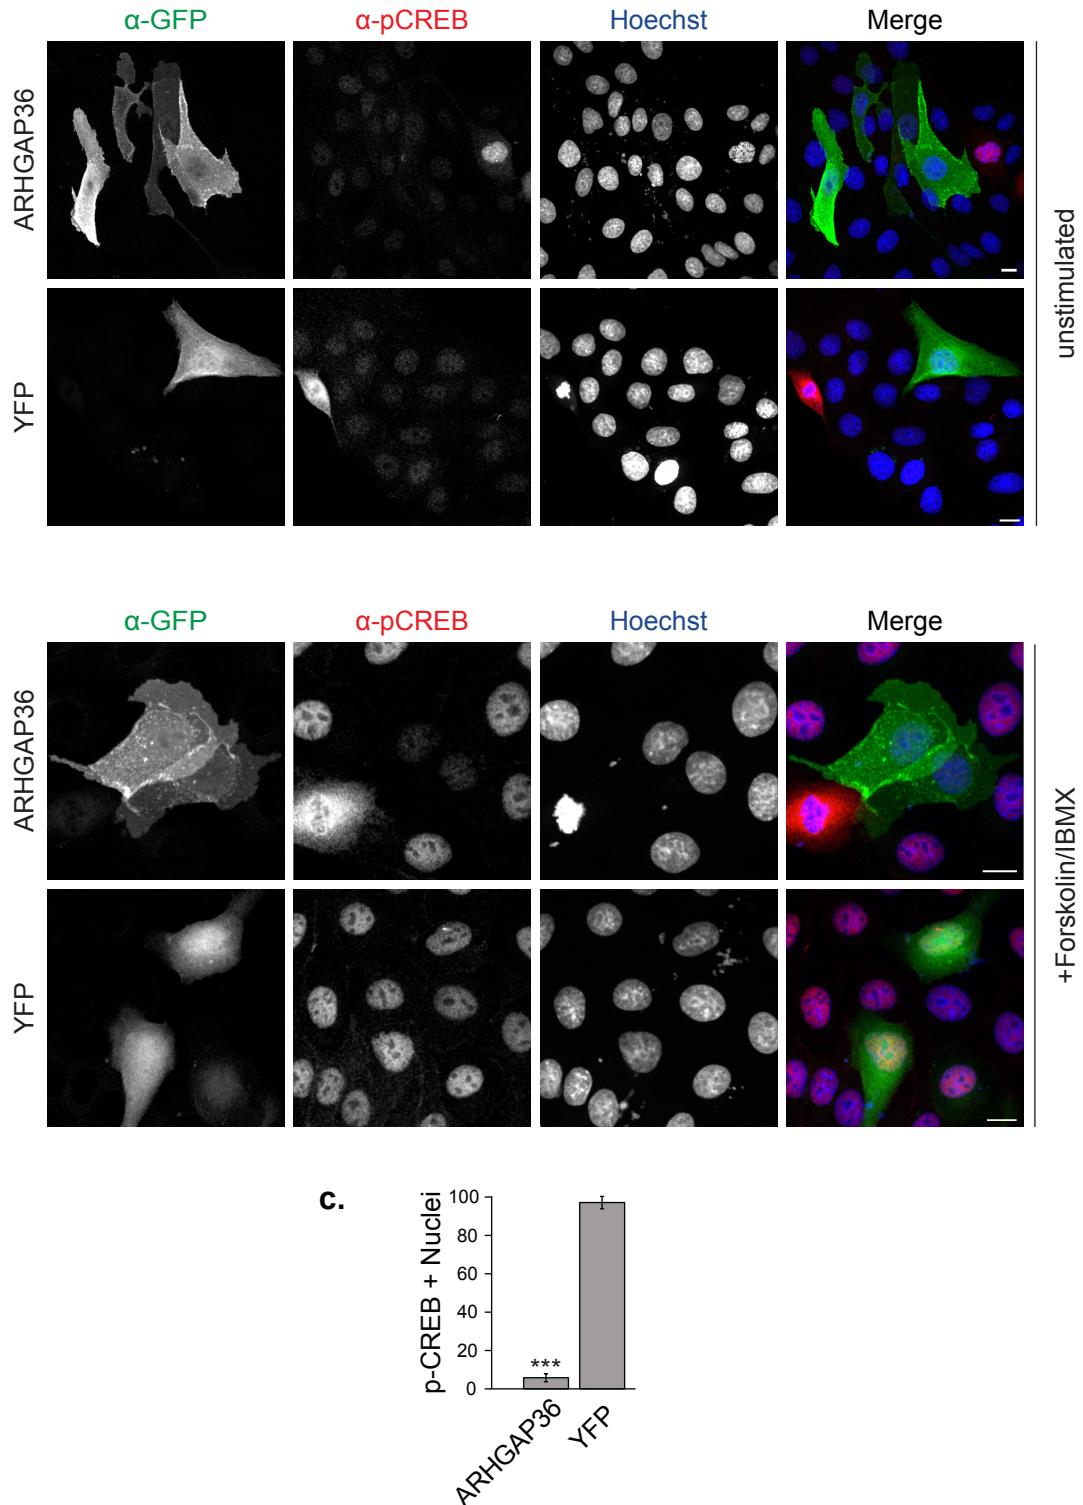 α-GFP α-pCREB Hoechst Merge
ARHGAP36
YFP
unstimulated
α-GFP α-pCREB Hoechst Merge
ARHGAP36
YFP
+Forskolin/IBMX
c.
p-CREB + Nuclei
100
80
60
40
20
0
***
ARHGAP36
YFP